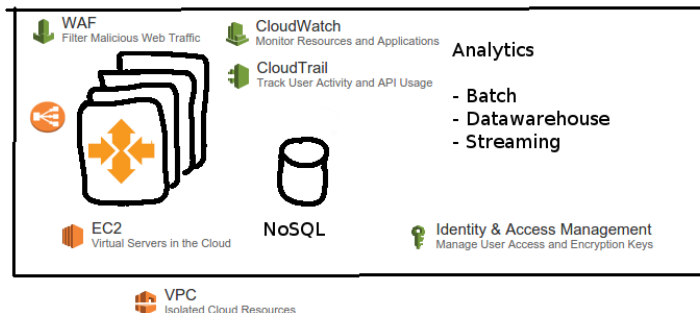 WAF
Filter Malicious Web Traffic
CloudWatch
Monitor Resources and Applications
CloudTrail
Track User Activity and API Usage
Analytics
- Batch
- Datawarehouse
- Streaming
EC2
Virtual Servers in the Cloud
NoSQL
Identity & Access Management
Manage User Access and Encryption Keys
VPC
Isolated Cloud Resources